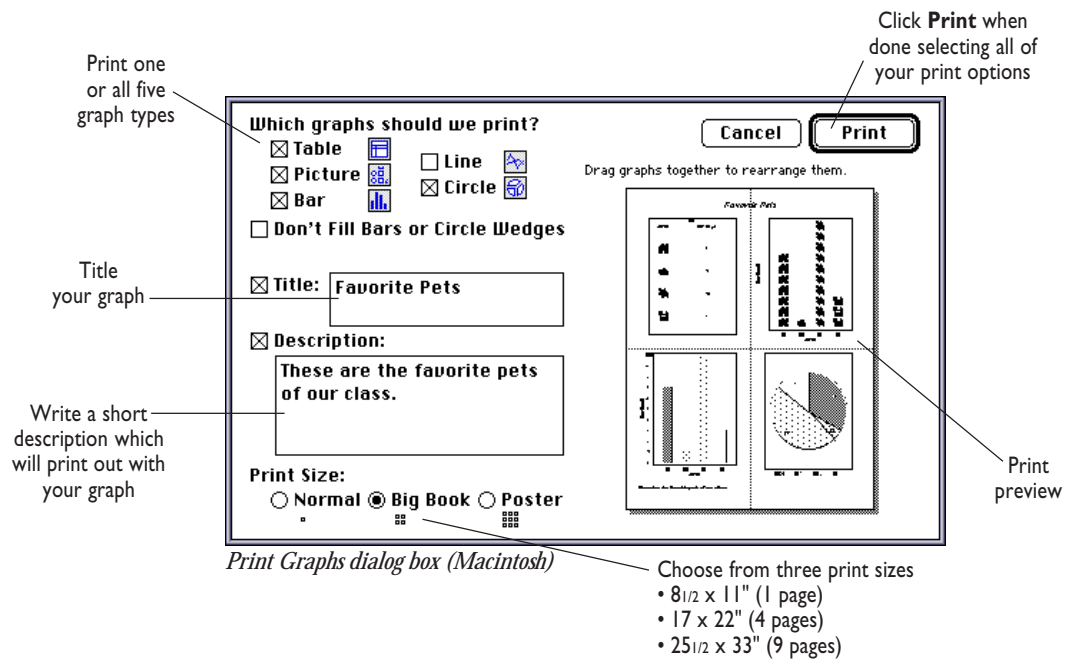 Click Print when
done selecting all of
your print options
Print one
or all five
graph types
Which graphs should we print?
Table
Picture
Bar
Line
Circle
Don't Fill Bars or Circle Wedges
Cancel
Print
Drag graphs together to rearrange them.
Favorite Pets
Title
your graph
Title:
Favorite Pets
Description:
These are the favorite pets
of our class.
Write a short
description which
will print out with
your graph
Print Size:
Normal
Big Book
Poster
Print
preview
Print Graphs dialog box (Macintosh)
Choose from three print sizes
• 8 1/2 x 11" (1 page)
• 17 x 22" (4 pages)
• 25 1/2 x 33" (9 pages)